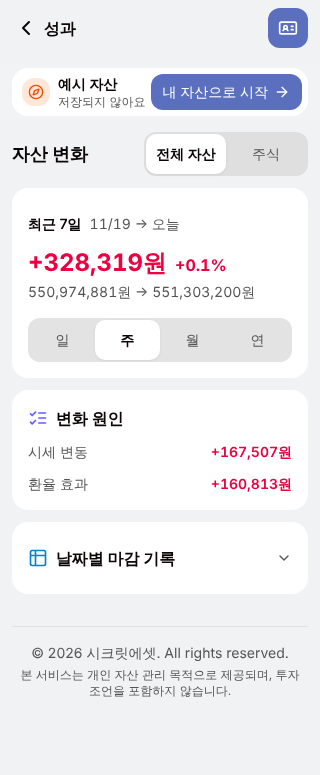 성과
예시 자산
저장되지 않아요
내 자산으로 시작 →
자산 변화
전체 자산
주식
최근 7일 11/19 → 오늘
+328,319원 +0.1%
550,974,881원 → 551,303,200원
일 주 월 연
변화 원인
시세 변동 +167,507원
환율 효과 +160,813원
날짜별 마감 기록
© 2026 시크릿에셋. All rights reserved.
본 서비스는 개인 자산 관리 목적으로 제공되며, 투자
조언을 포함하지 않습니다.